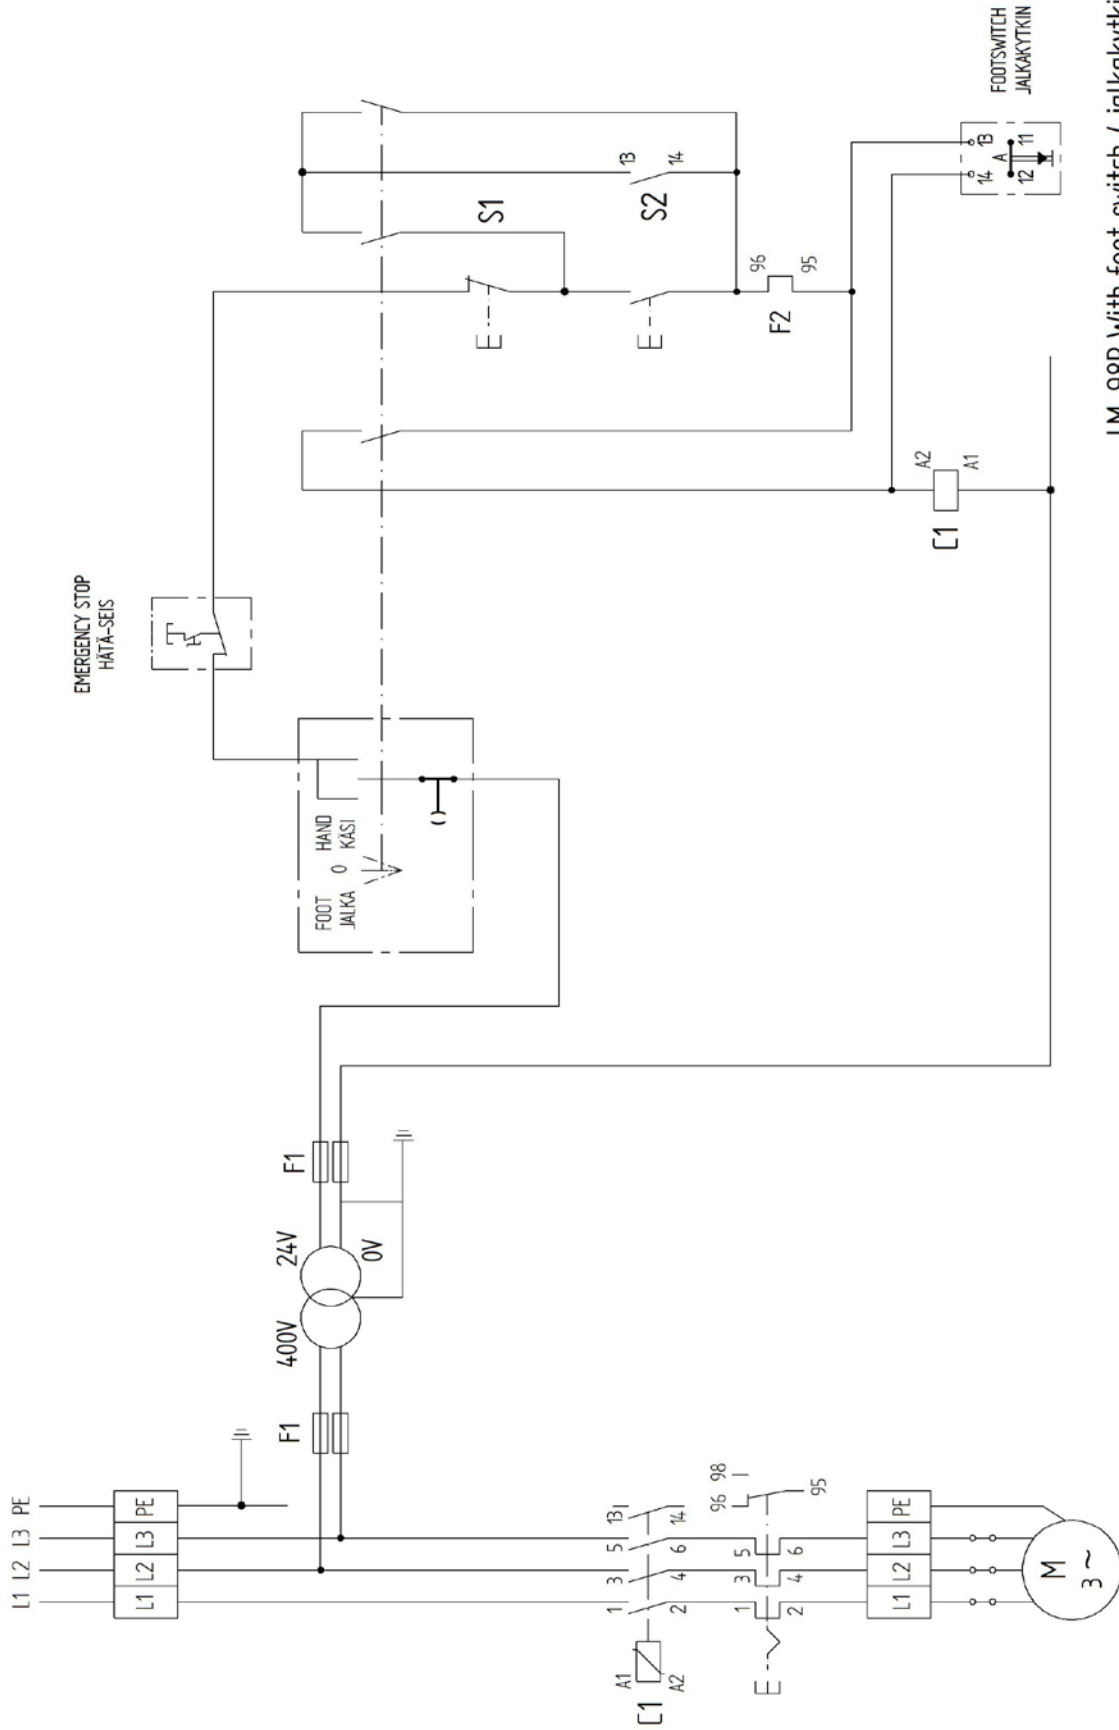 L1 L2 L3 PE
L1 L2 L3 PE
F1
400V
24V
0V
F1
EMERGENCY STOP
HÄTÄ-SEIS
FOOT
JALKA
0
HAND
KÄSI
S1
13
14
S2
96
95
F2
A2
A1
C1
FOOTSWITCH
JALKAKYTKIN
14 13
A
12 11
1 3 5 13
2 4 6 14
A1
A2
C1
96 98
95
1 3 5
2 4 6
L1 L2 L3 PE
M
3~
LM 98P With foot switch / jalkakytki